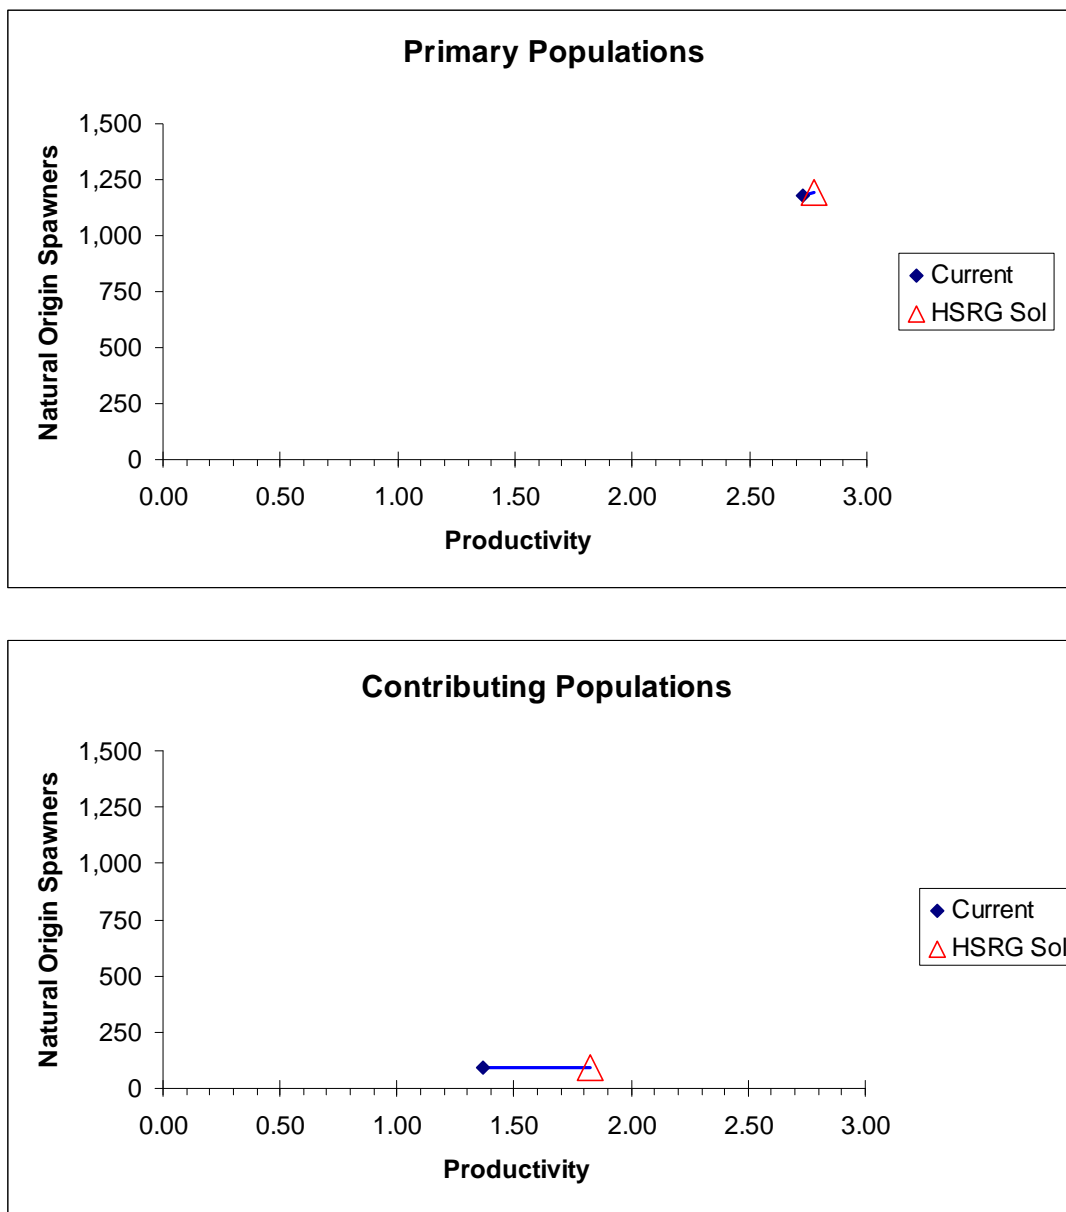 Primary Populations
Natural Origin Spawners
1,500
1,250
1,000
750
500
250
0
0.00 0.50 1.00 1.50 2.00 2.50 3.00
Productivity
Current
HSRG Sol
Contributing Populations
Natural Origin Spawners
1,500
1,250
1,000
750
500
250
0
0.00 0.50 1.00 1.50 2.00 2.50 3.00
Productivity
Current
HSRG Sol